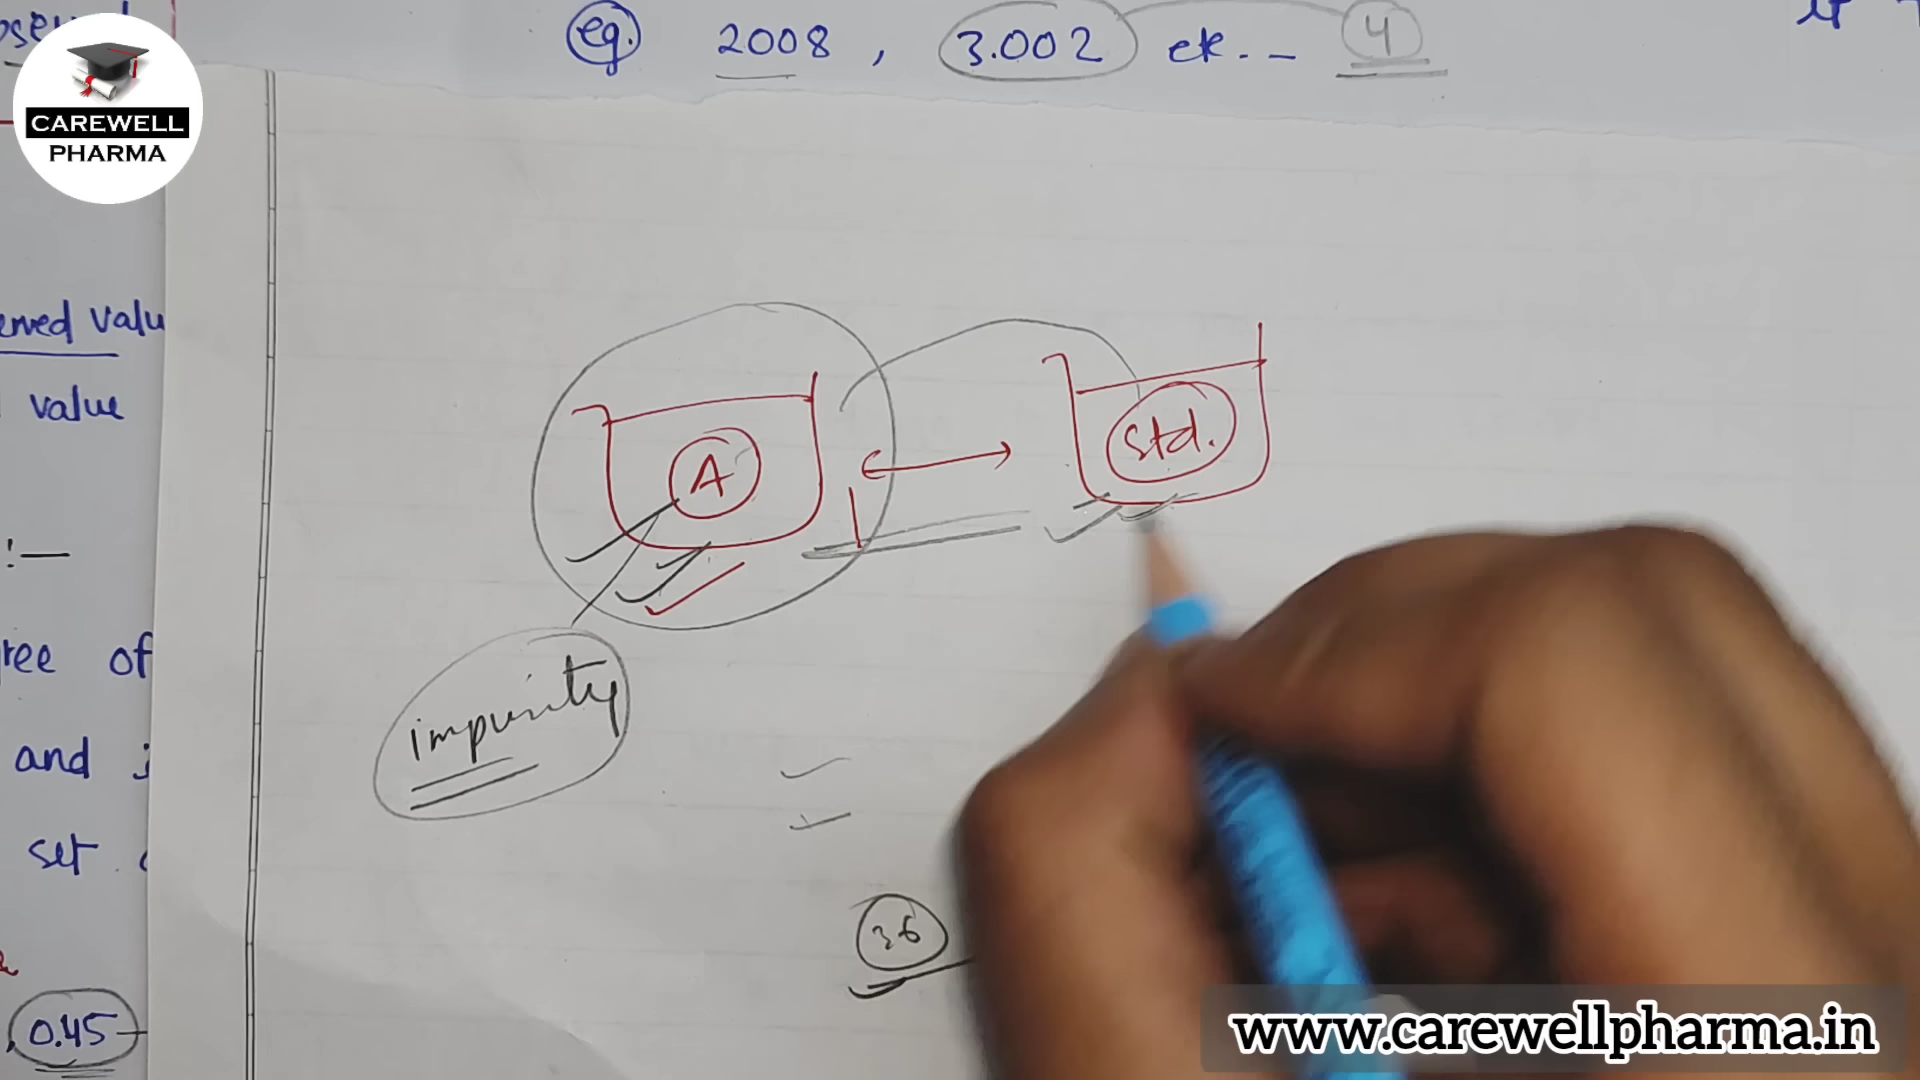 eg. 2008 , 3.002 etc. -- 4
CAREWELL
PHARMA
erved valu
value
A
std.
:—
ree of
impurity
and i
set
36
0.45
www.carewellpharma.in